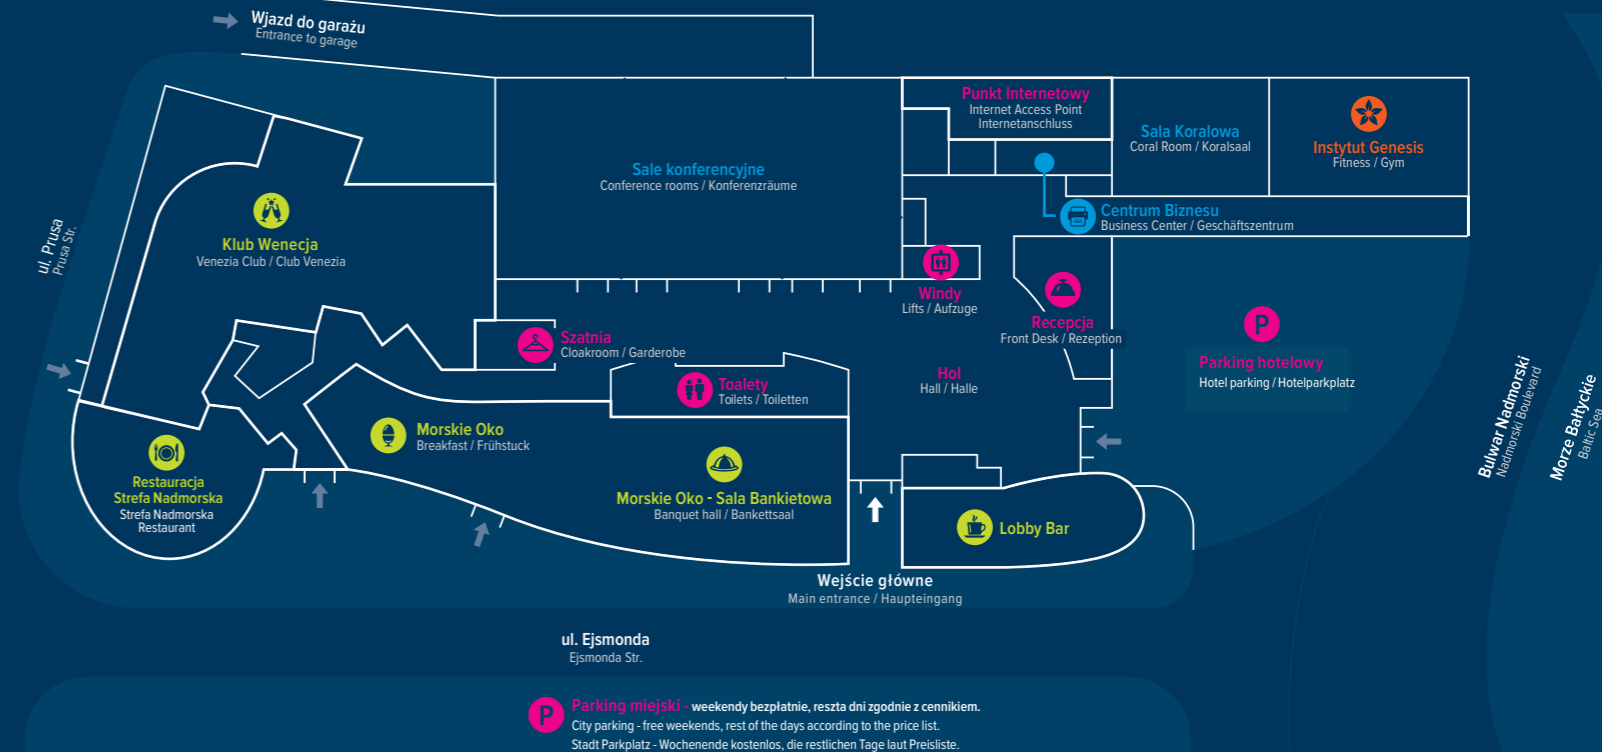 Wjazd do garażu
Entrance to garage
Punkt Internetowy
Internet Access Point
Internetanschluss
Sala Koralowa
Coral Room / Koralsaal
Instytut Genesis
Fitness / Gym
Sale konferencyjne
Conference rooms / Konferenzräume
Centrum Biznesu
Business Center / Geschäftszentrum
ul. Prusa
Prusa Str.
Klub Wenecja
Venezia Club / Club Venezia
Windy
Lifts / Aufzuge
Recepcja
Front Desk / Rezeption
Szatnia
Cloakroom / Garderobe
P
Parking hotelowy
Hotel parking / Hotelparkplatz
Hol
Hall / Halle
Toalety
Toilets / Toiletten
Bulwar Nadmorski
Nadmorski Boulevard
Morze Bałtyckie
Baltic Sea
Morskie Oko
Breakfast / Frühstuck
Restauracja
Strefa Nadmorska
Strefa Nadmorska
Restaurant
Morskie Oko - Sala Bankietowa
Banquet hall / Bankettsaal
Lobby Bar
Wejście główne
Main entrance / Haupteingang
ul. Ejsmonda
Ejsmonda Str.
P
Parking miejski - weekendy bezpłatnie, reszta dni zgodnie z cennikiem.
City parking - free weekends, rest of the days according to the price list.
Stadt Parkplatz - Wochenende kostenlos, die restlichen Tage laut Preisliste.